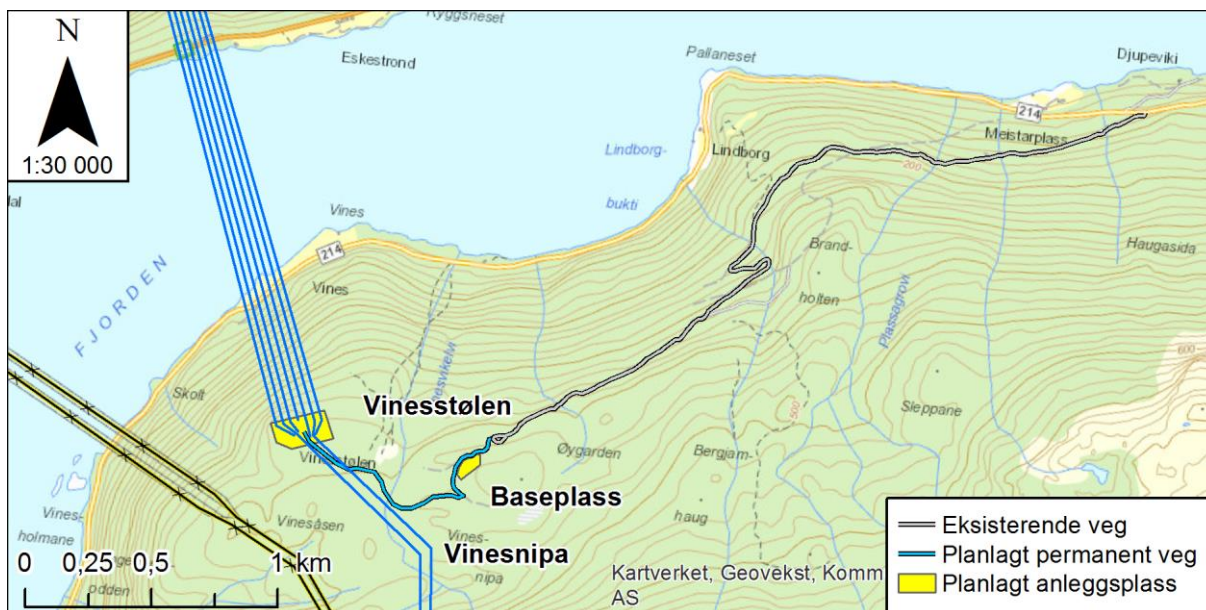 N
1:30 000
Eskestrond
Pallaneset
Djupeviki
214
Meistarplass
Lindborg-
bukti
Lindborg
200
Brand-
holten
Haugasida
Plassagrovi
Vines
214
Vines
FJORDEN
Skolt
600
Sleppane
500
Vinesstølen
Vinesstølen
Øygarden
Bergjam-
haug
Baseplass
Vinesåsen
Vines-
holmane
Vinesnipa
Vines-
nipa
odden
0 0,25 0,5 1 km
Kartverket, Geovekst,
AS
Eksisterende veg
Planlagt permanent veg
Planlagt anleggsplass